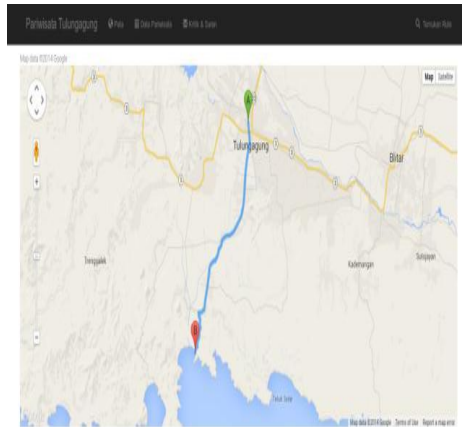 Pariwisata Tulungagung Peta Data Pariwisata Kritik & Saran Temukan Rute
Map data ©2014 Google
Map Satellite
A
Tulungagung
Blitar
Trenggalek
Kademangan
Sutojayan
B
Map data ©2014 Google Terms of Use Report a map error